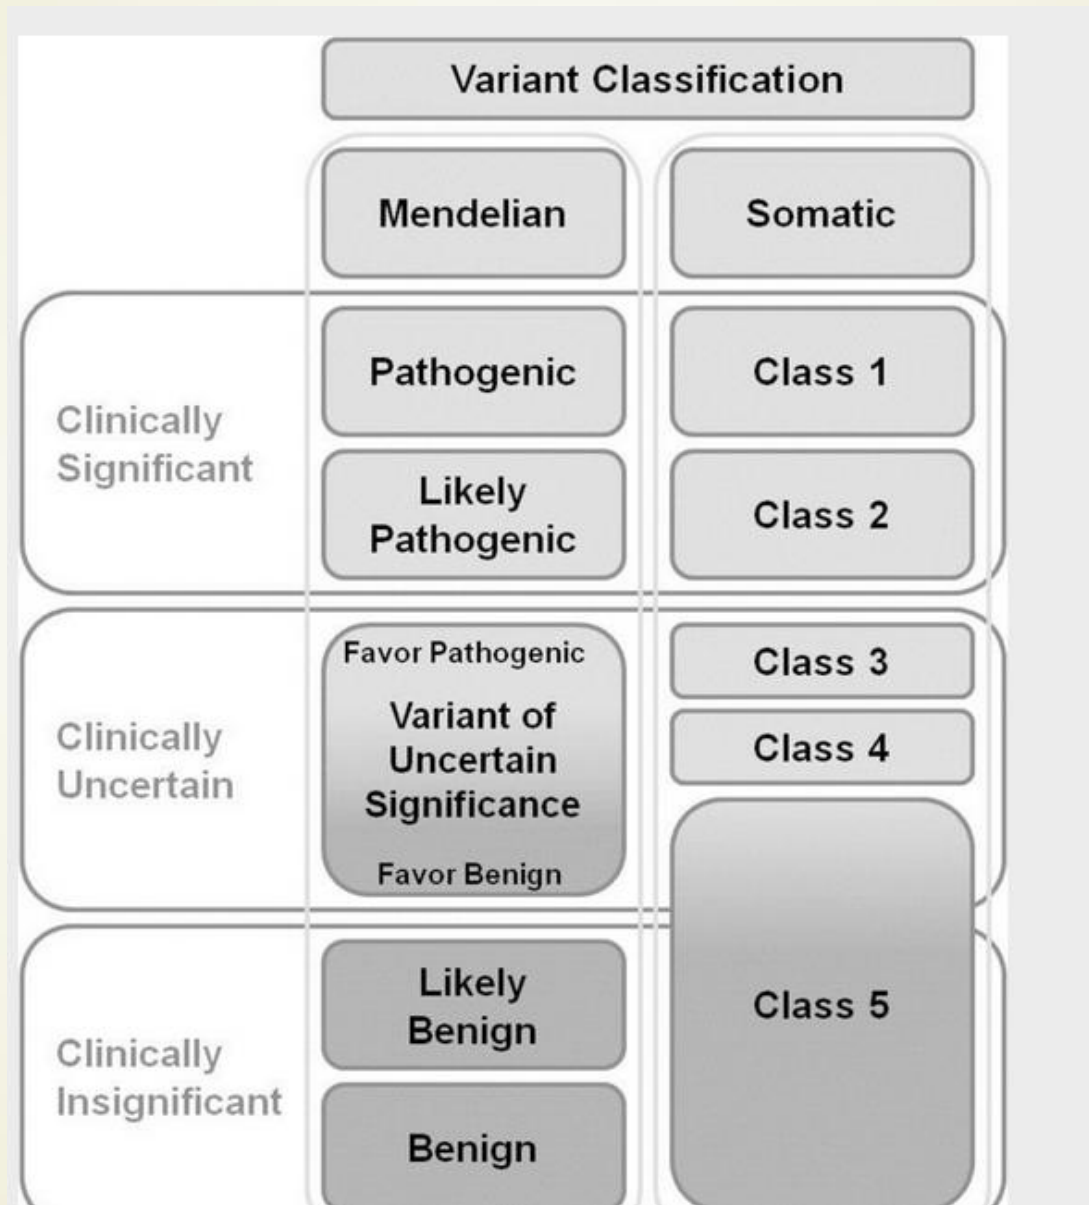 Variant Classification
Mendelian
Somatic
Clinically
Significant
Pathogenic
Class 1
Likely
Pathogenic
Class 2
Clinically
Uncertain
Favor Pathogenic
Variant of
Uncertain
Significance
Favor Benign
Class 3
Class 4
Class 5
Clinically
Insignificant
Likely
Benign
Benign